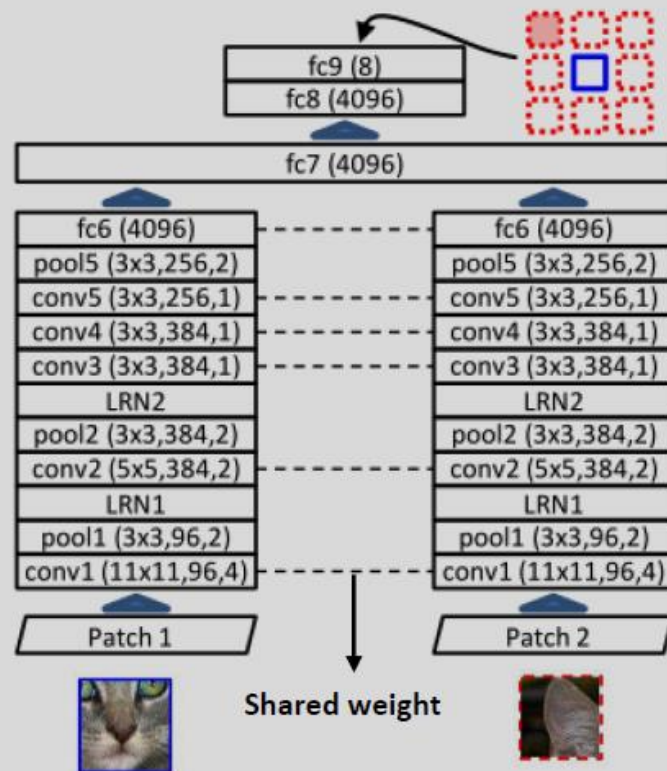 fc9 (8)
fc8 (4096)
fc7 (4096)
fc6 (4096) fc6 (4096)
pool5 (3x3,256,2) pool5 (3x3,256,2)
conv5 (3x3,256,1) conv5 (3x3,256,1)
conv4 (3x3,384,1) conv4 (3x3,384,1)
conv3 (3x3,384,1) conv3 (3x3,384,1)
LRN2 LRN2
pool2 (3x3,384,2) pool2 (3x3,384,2)
conv2 (5x5,384,2) conv2 (5x5,384,2)
LRN1 LRN1
pool1 (3x3,96,2) pool1 (3x3,96,2)
conv1 (11x11,96,4) conv1 (11x11,96,4)
Patch 1 Patch 2
Shared weight